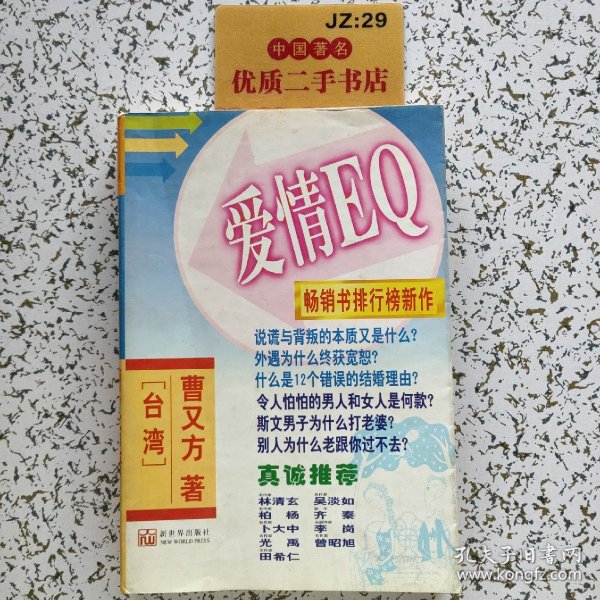 JZ:29
中国著名
优质二手书店
爱情EQ
畅销书排行榜新作
说谎与背叛的本质又是什么?
外遇为什么终获宽恕?
什么是12个错误的结婚理由?
令人怕怕的男人和女人是何款?
斯文男子为什么打老婆?
别人为什么老跟你过不去?
[台湾]
曹又方 著
真诚推荐
林清玄 吴淡如
柏杨 齐秦
卜大中 李岗
光禹 曾昭旭
田希仁
新世界出版社
NEW WORLD PRESS
孔夫子旧书网
www.kongfz.com